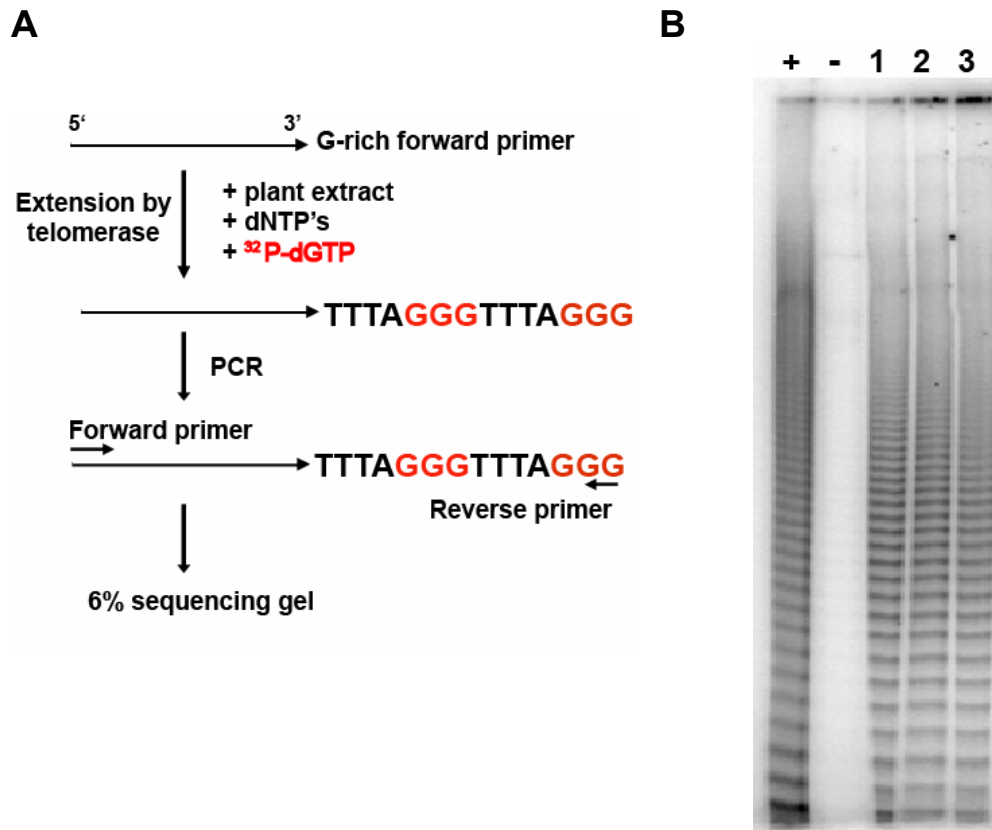 A
5‘ 3’
G-rich forward primer
Extension by
telomerase
+ plant extract
+ dNTP's
+ 32P-dGTP
TTTAGGGTTTAGGG
PCR
Forward primer
TTTAGGGTTTAGGG
Reverse primer
6% sequencing gel
B
+ - 1 2 3